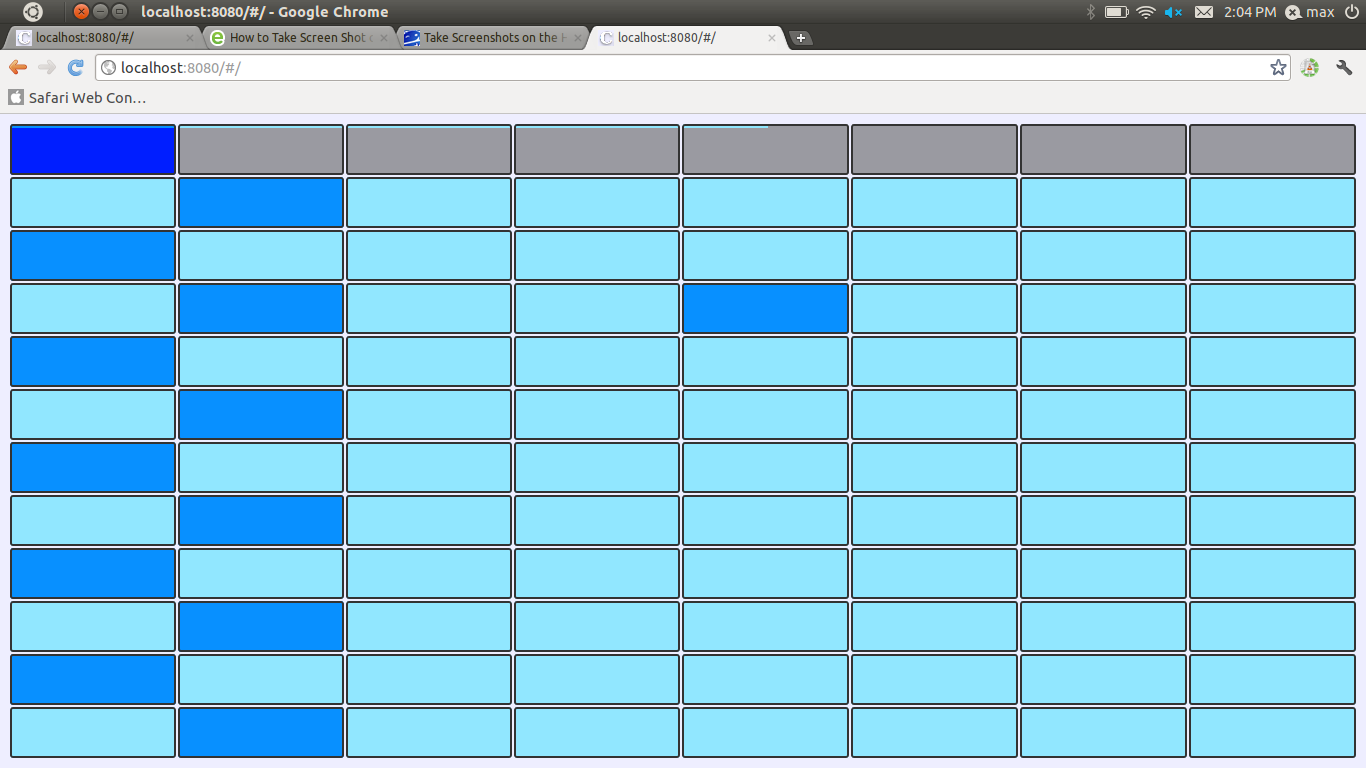 localhost:8080/#/ - Google Chrome
2:04 PM
max
localhost:8080/#/
How to Take Screen Shot
Take Screenshots on the
localhost:8080/#/
localhost:8080/#/
Safari Web Con…